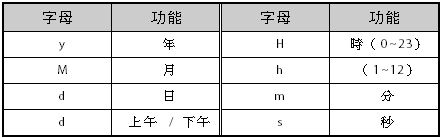 字母 功能 字母 功能
y 年 H 時（0~23）
M 月 h （1~12）
d 日 m 分
d 上午 / 下午 s 秒